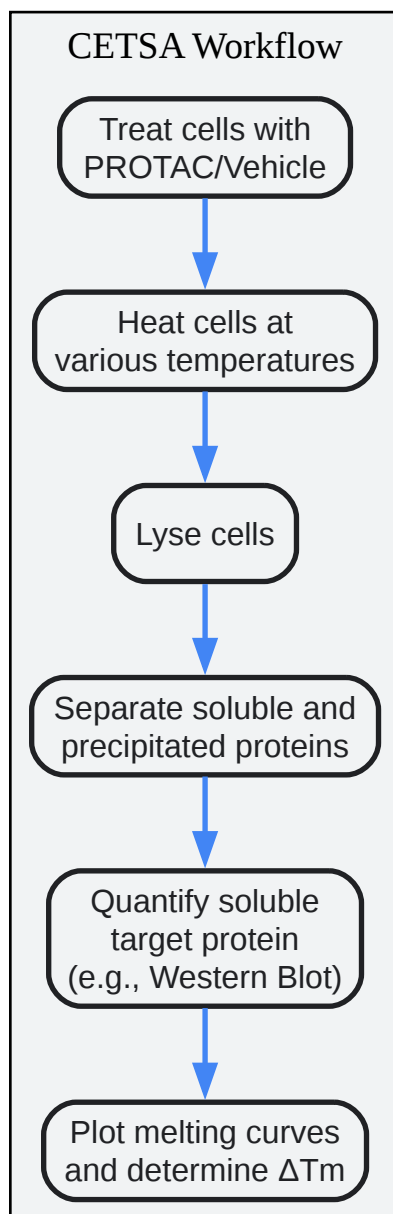 CETSA Workflow
Treat cells with
PROTAC/Vehicle
Heat cells at
various temperatures
Lyse cells
Separate soluble and
precipitated proteins
Quantify soluble
target protein
(e.g., Western Blot)
Plot melting curves
and determine ΔTm